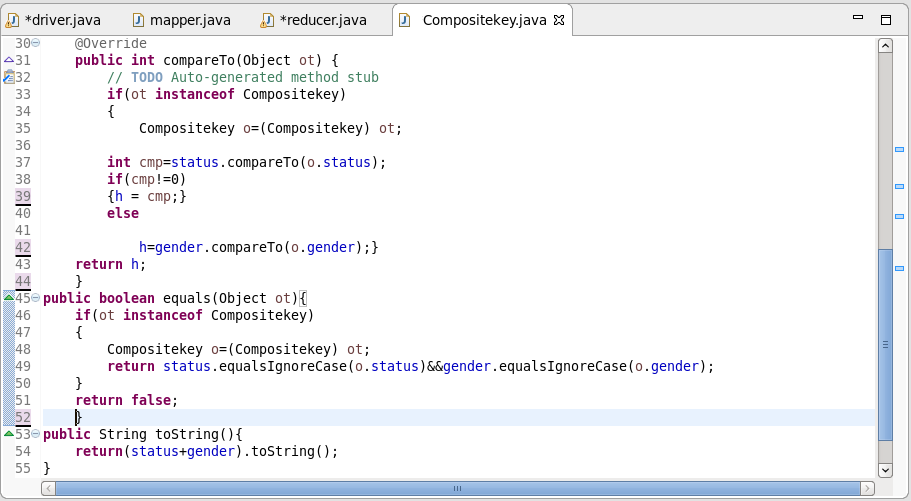 *driver.java mapper.java *reducer.java Compositekey.java
30 @Override
31 public int compareTo(Object ot) {
32 // TODO Auto-generated method stub
33 if(ot instanceof Compositekey)
34 {
35 Compositekey o=(Compositekey) ot;
36
37 int cmp=status.compareTo(o.status);
38 if(cmp!=0)
39 {h = cmp;}
40 else
41
42 h=gender.compareTo(o.gender);}
43 return h;
44 }
45 public boolean equals(Object ot){
46 if(ot instanceof Compositekey)
47 {
48 Compositekey o=(Compositekey) ot;
49 return status.equalsIgnoreCase(o.status)&&gender.equalsIgnoreCase(o.gender);
50 }
51 return false;
52 }
53 public String toString(){
54 return(status+gender).toString();
55 }